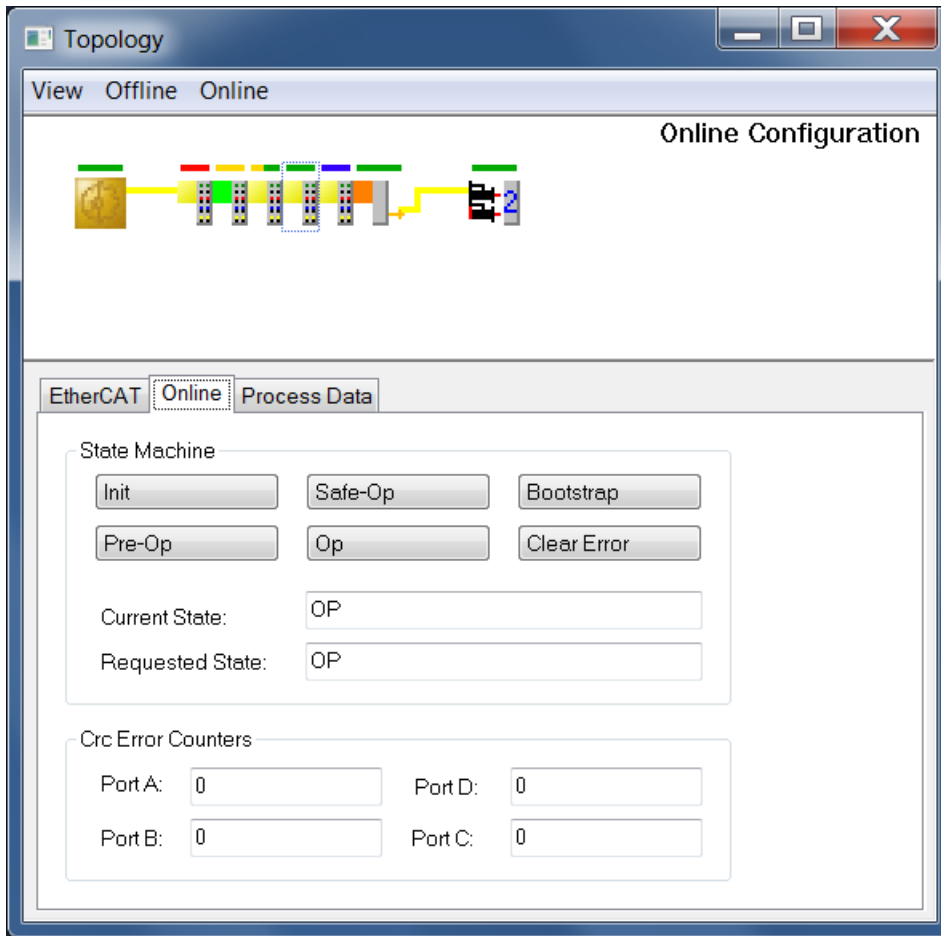 Topology
View Offline Online
Online Configuration
2
EtherCAT Online Process Data
State Machine
Init Safe-Op Bootstrap
Pre-Op Op Clear Error
Current State: OP
Requested State: OP
Crc Error Counters
Port A: 0 Port D: 0
Port B: 0 Port C: 0